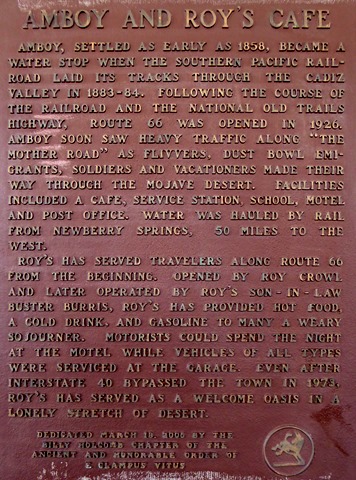 AMBOY AND ROY'S CAFE
AMBOY, SETTLED AS EARLY AS 1858, BECAME A
WATER STOP WHEN THE SOUTHERN PACIFIC RAIL-
ROAD LAID ITS TRACKS THROUGH THE CADIZ
VALLEY IN 1883-84. FOLLOWING THE COURSE OF
THE RAILROAD AND THE NATIONAL OLD TRAILS
HIGHWAY, ROUTE 66 WAS OPENED IN 1926.
AMBOY SOON SAW HEAVY TRAFFIC ALONG "THE
MOTHER ROAD" AS FLIVVERS, DUST BOWL EMI-
GRANTS, SOLDIERS AND VACATIONERS MADE THEIR
WAY THROUGH THE MOJAVE DESERT. FACILITIES
INCLUDED A CAFE, SERVICE STATION, SCHOOL, MOTEL
AND POST OFFICE. WATER WAS HAULED BY RAIL
FROM NEWBERRY SPRINGS, 50 MILES TO THE
WEST.
ROY'S HAS SERVED TRAVELERS ALONG ROUTE 66
FROM THE BEGINNING. OPENED BY ROY CROWL
AND LATER OPERATED BY ROY'S SON-IN-LAW
BUSTER BURRIS, ROY'S HAS PROVIDED HOT FOOD,
A COLD DRINK, AND GASOLINE TO MANY A WEARY
SOJOURNER. MOTORISTS COULD SPEND THE NIGHT
AT THE MOTEL WHILE VEHICLES OF ALL TYPES
WERE SERVICED AT THE GARAGE. EVEN AFTER
INTERSTATE 40 BYPASSED THE TOWN IN 1973,
ROY'S HAS SERVED AS A WELCOME OASIS IN A
LONELY STRETCH OF DESERT.
DEDICATED MARCH 18, 2006 BY THE
BILLY HOLCOMB CHAPTER OF THE
ANCIENT AND HONORABLE ORDER OF
E CLAMPUS VITUS